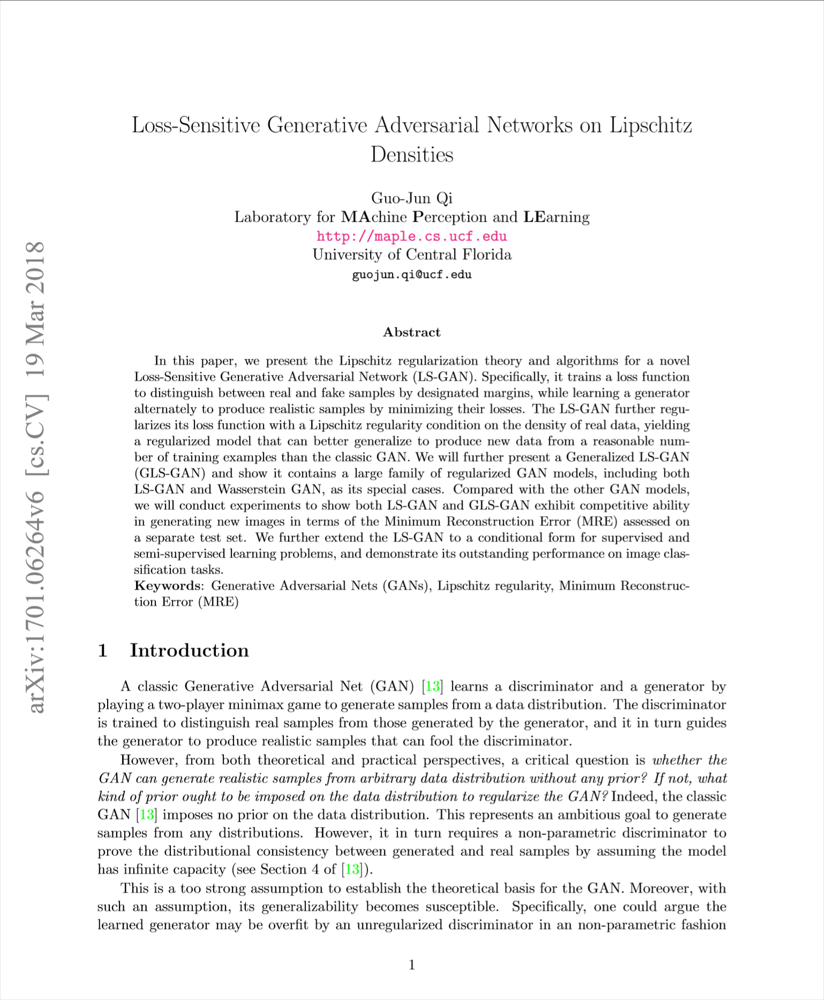 Loss-Sensitive Generative Adversarial Networks on Lipschitz
Densities
Guo-Jun Qi
Laboratory for MAchine Perception and LEarning
http://maple.cs.ucf.edu
University of Central Florida
guojun.qi@ucf.edu
arXiv:1701.06264v6 [cs.CV] 19 Mar 2018
Abstract
In this paper, we present the Lipschitz regularization theory and algorithms for a novel
Loss-Sensitive Generative Adversarial Network (LS-GAN). Specifically, it trains a loss function
to distinguish between real and fake samples by designated margins, while learning a generator
alternately to produce realistic samples by minimizing their losses. The LS-GAN further regu-
larizes its loss function with a Lipschitz regularity condition on the density of real data, yielding
a regularized model that can better generalize to produce new data from a reasonable num-
ber of training examples than the classic GAN. We will further present a Generalized LS-GAN
(GLS-GAN) and show it contains a large family of regularized GAN models, including both
LS-GAN and Wasserstein GAN, as its special cases. Compared with the other GAN models,
we will conduct experiments to show both LS-GAN and GLS-GAN exhibit competitive ability
in generating new images in terms of the Minimum Reconstruction Error (MRE) assessed on
a separate test set. We further extend the LS-GAN to a conditional form for supervised and
semi-supervised learning problems, and demonstrate its outstanding performance on image clas-
sification tasks.
Keywords: Generative Adversarial Nets (GANs), Lipschitz regularity, Minimum Reconstruc-
tion Error (MRE)
1 Introduction
A classic Generative Adversarial Net (GAN) [13] learns a discriminator and a generator by
playing a two-player minimax game to generate samples from a data distribution. The discriminator
is trained to distinguish real samples from those generated by the generator, and it in turn guides
the generator to produce realistic samples that can fool the discriminator.
However, from both theoretical and practical perspectives, a critical question is whether the
GAN can generate realistic samples from arbitrary data distribution without any prior? If not, what
kind of prior ought to be imposed on the data distribution to regularize the GAN? Indeed, the classic
GAN [13] imposes no prior on the data distribution. This represents an ambitious goal to generate
samples from any distributions. However, it in turn requires a non-parametric discriminator to
prove the distributional consistency between generated and real samples by assuming the model
has infinite capacity (see Section 4 of [13]).
This is a too strong assumption to establish the theoretical basis for the GAN. Moreover, with
such an assumption, its generalizability becomes susceptible. Specifically, one could argue the
learned generator may be overfit by an unregularized discriminator in an non-parametric fashion
1